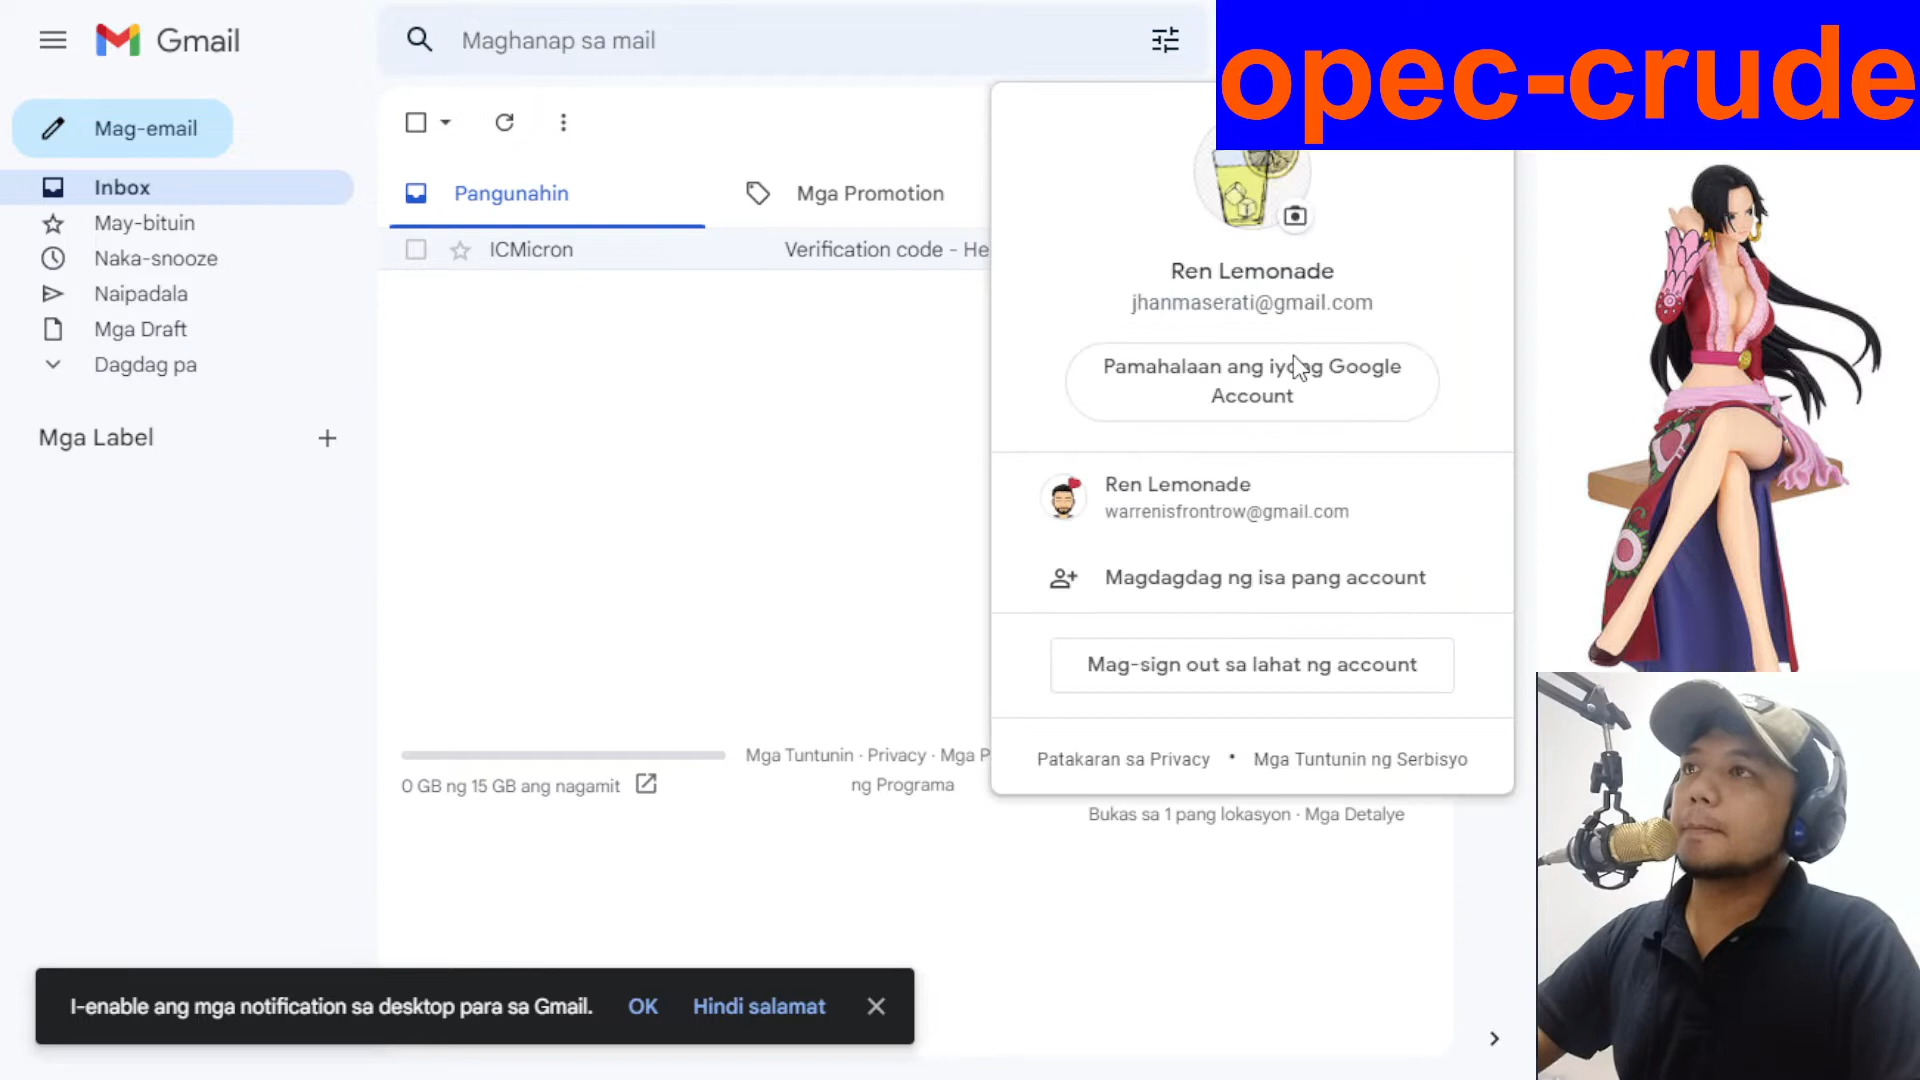 Gmail
Maghanap sa mail
opec-crude
Mag-email
Inbox
May-bituin
Naka-snooze
Naipadala
Mga Draft
Dagdag pa
Mga Label
Pangunahin
Mga Promotion
ICMicron
Verification code - He
Ren Lemonade
jhanmaserati@gmail.com
Pamahalaan ang iyong Google
Account
Ren Lemonade
warrenisfrontrow@gmail.com
Magdagdag ng isa pang account
Mag-sign out sa lahat ng account
Patakaran sa Privacy • Mga Tuntunin ng Serbisyo
0 GB ng 15 GB ang nagamit
Mga Tuntunin · Privacy · Mga P
ng Programa
Bukas sa 1 pang lokasyon · Mga Detalye
I-enable ang mga notification sa desktop para sa Gmail. OK Hindi salamat